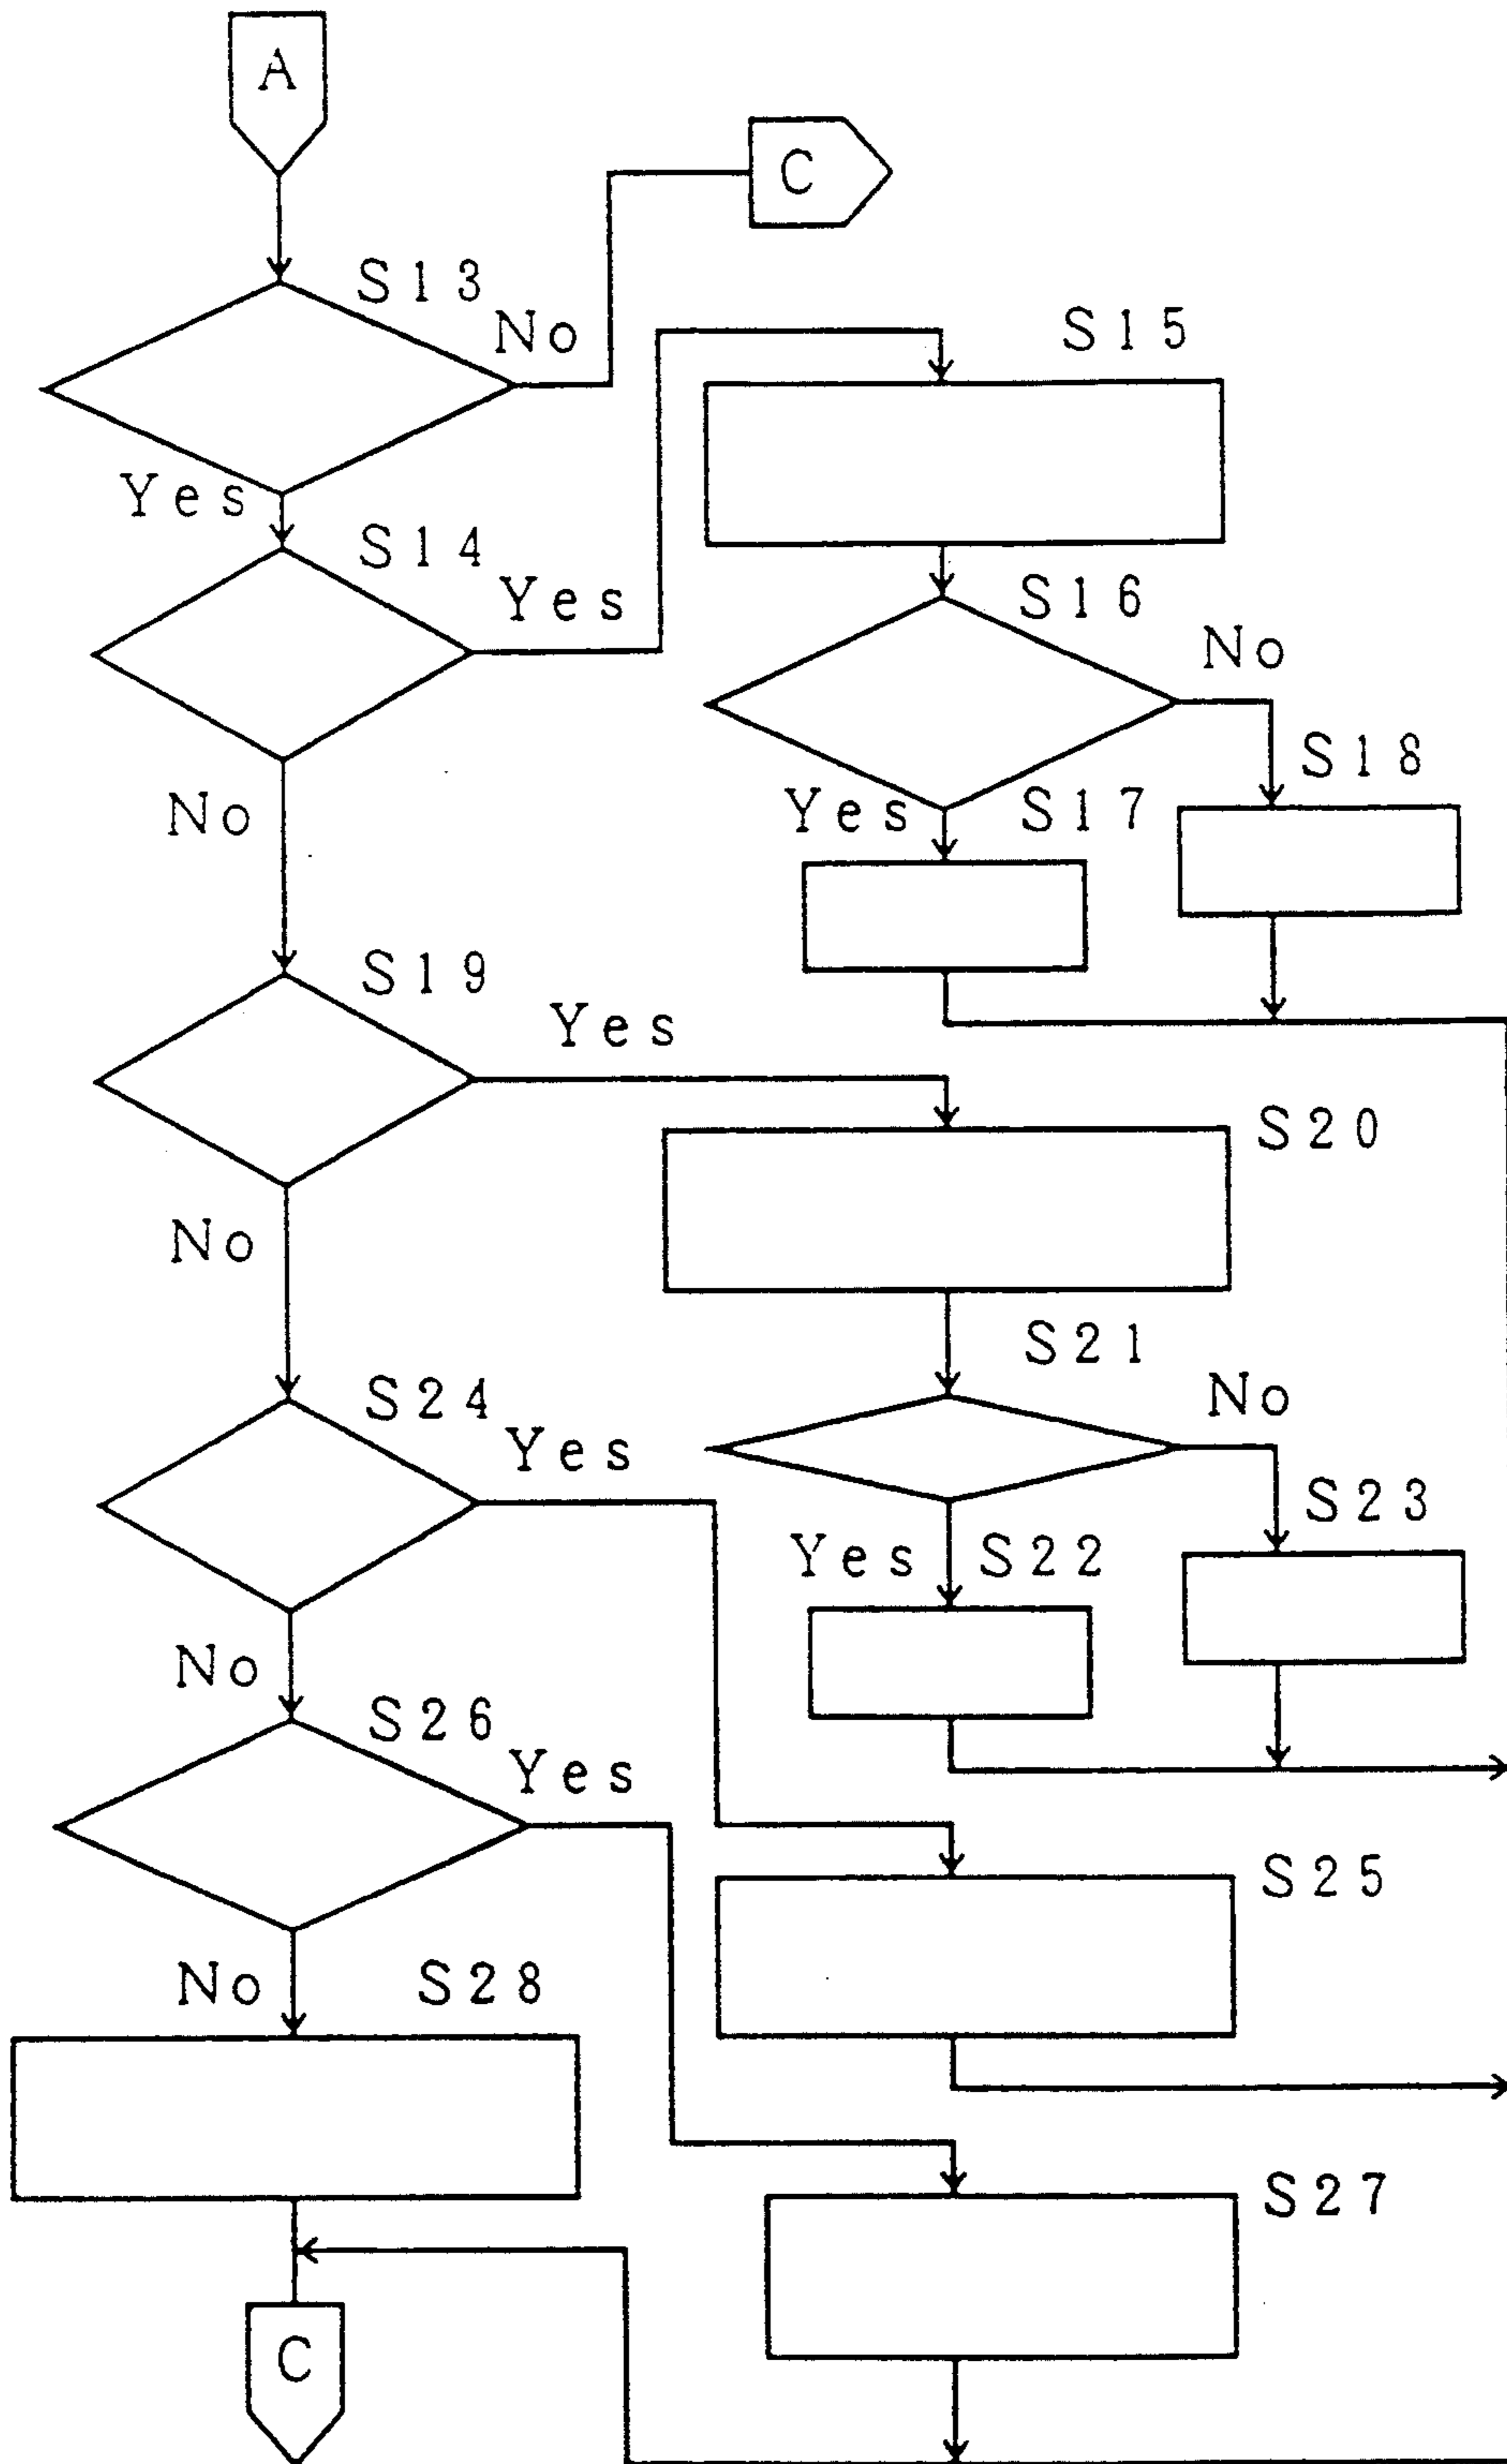 A
C
S13
No
S15
Yes
S14
Yes
S16
No
S18
No
Yes
S17
S19
Yes
S20
No
S21
S24
No
Yes
S23
Yes
S22
No
S26
Yes
S25
No
S28
S27
C